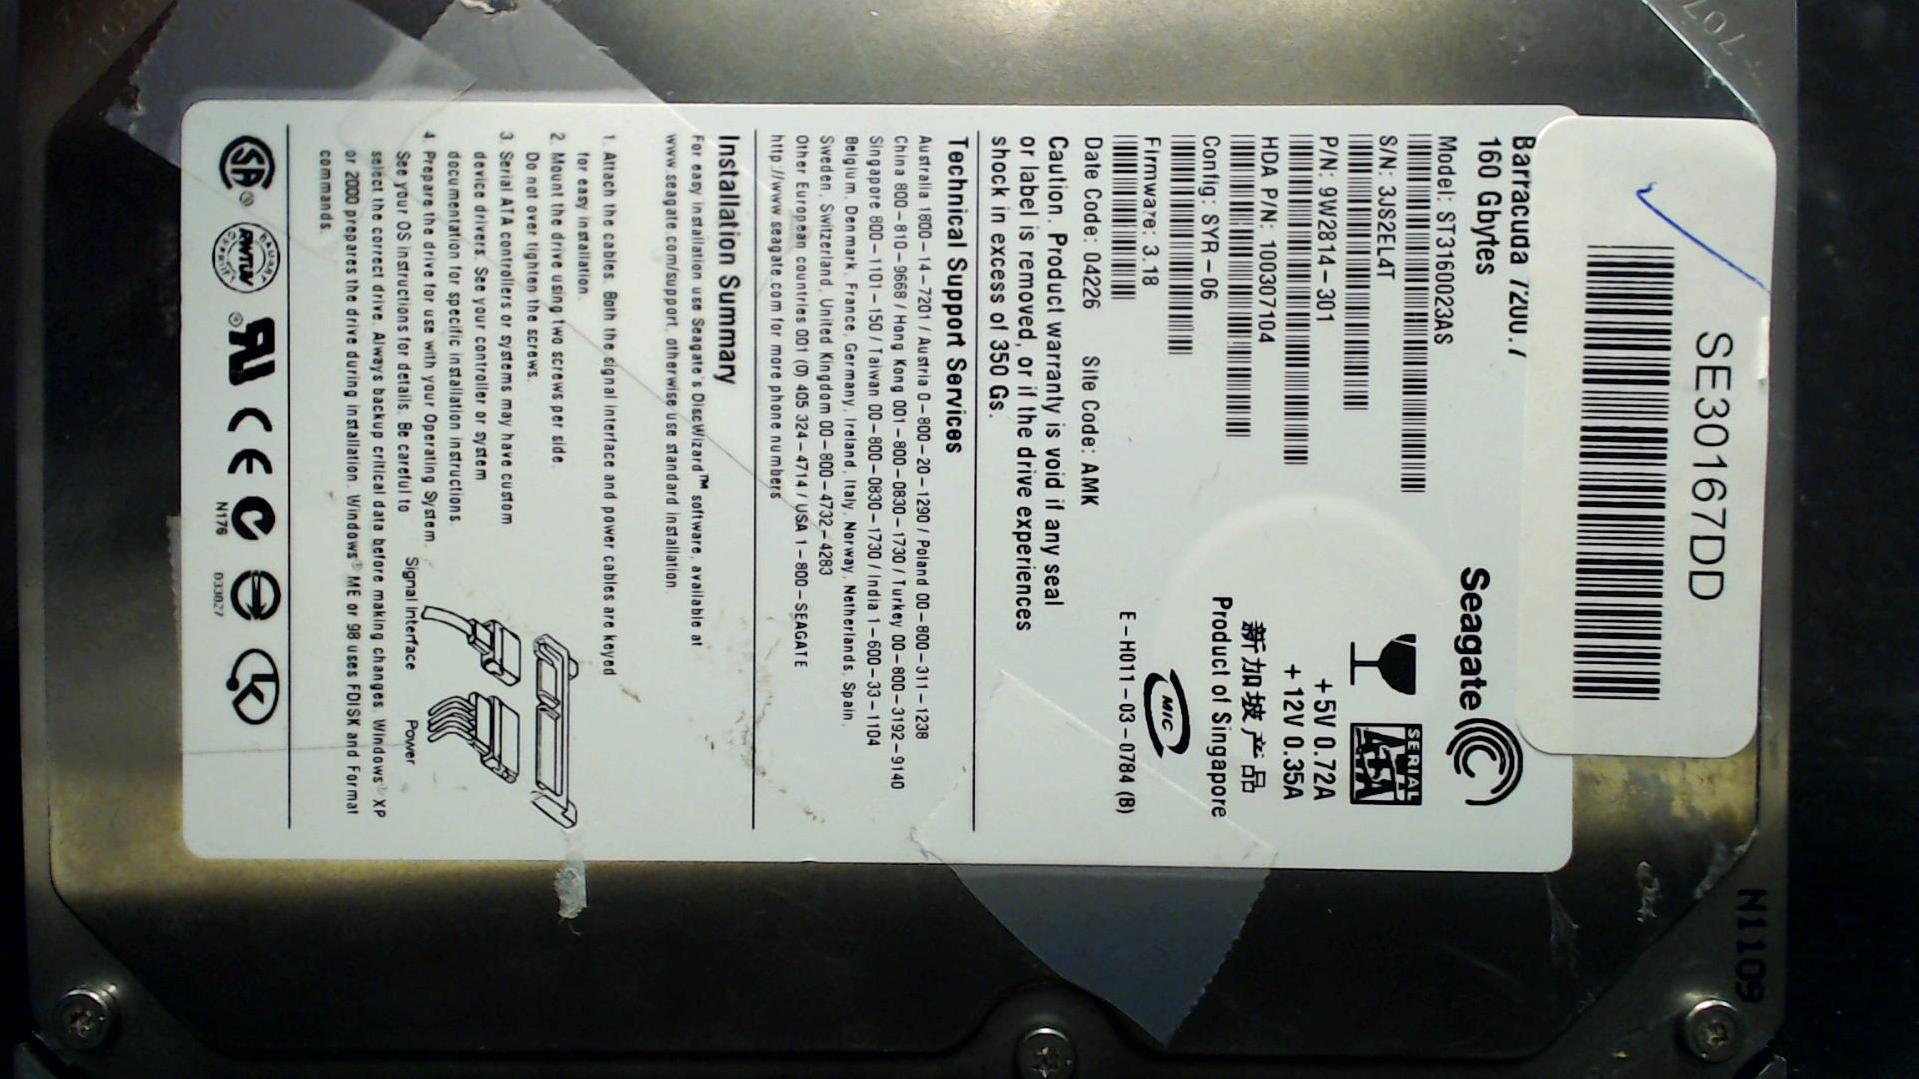 SE30167DD
Barracuda 7200.7
160 Gbytes
Seagate
Model: ST3160023AS
SERIAL
ATA
S/N: 3JS2EL4T
P/N: 9W2814-301
+5V 0.72A
+12V 0.35A
HDA P/N: 100307104
新加坡产品
Product of Singapore
Config: SYR-06
MIC
Firmware: 3.18
E-H011-03-0784 (B)
Date Code: 04226 Site Code: AMK
Caution. Product warranty is void if any seal
or label is removed, or if the drive experiences
shock in excess of 350 Gs.
Technical Support Services
Australia 1800-14-7201 / Austria 0-800-20-1290 / Poland 00-800-311-1238
China 800-810-9668 / Hong Kong 001-800-0830-1730 / Turkey 00-800-3192-9140
Singapore 800-1101-150 / Taiwan 00-800-0830-1730 / India 1-600-33-1104
Belgium, Denmark, France, Germany, Ireland, Italy, Norway, Netherlands, Spain,
Sweden, Switzerland, United Kingdom 00-800-4732-4283
Other European countries 001 (0) 405 324-4714 / USA 1-800-SEAGATE
http://www.seagate.com for more phone numbers
Installation Summary
For easy installation use Seagate's DiscWizard™ software, available at
www.seagate.com/support, otherwise use standard installation.
1. Attach the cables. Both the signal interface and power cables are keyed
for easy installation.
2. Mount the drive using two screws per side.
Do not over tighten the screws.
3. Serial ATA controllers or systems may have custom
device drivers. See your controller or system
documentation for specific installation instructions.
4. Prepare the drive for use with your Operating System.
See your OS instructions for details. Be careful to
Signal Interface Power
select the correct drive. Always backup critical data before making changes. Windows® XP
or 2000 prepares the drive during installation. Windows® ME or 98 uses FDISK and Format
commands.
N176
D33027
N1109